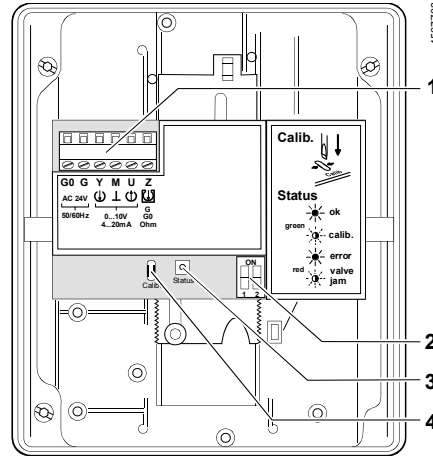 1
Calib.
Calib.
G0 G Y M U Z
AC 24V
50/60Hz
0...10V
4...20mA
G
G0
Ohm
Status
ok
green
calib.
error
red
valve
jam
Calib.
Status
ON
1 2
2
3
4